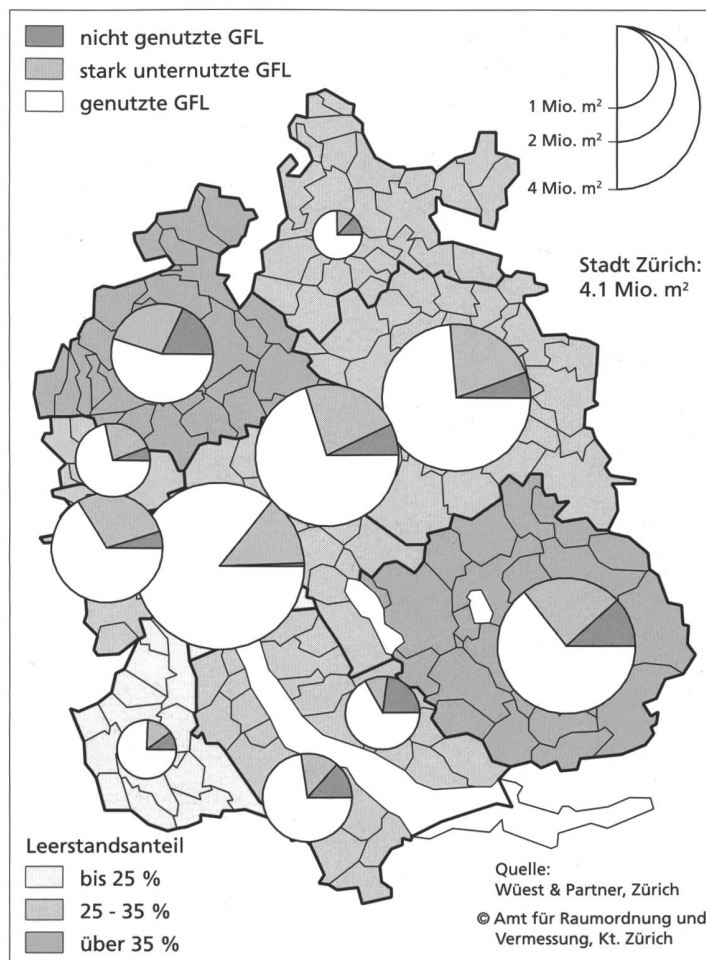 nicht genutzte GFL
stark unternutzte GFL
genutzte GFL
1 Mio. m²
2 Mio. m²
4 Mio. m²
Stadt Zürich:
4.1 Mio. m²
Leerstandsanteil
bis 25 %
25 - 35 %
über 35 %
Quelle:
Wüest & Partner, Zürich
© Amt für Raumordnung und
Vermessung, Kt. Zürich